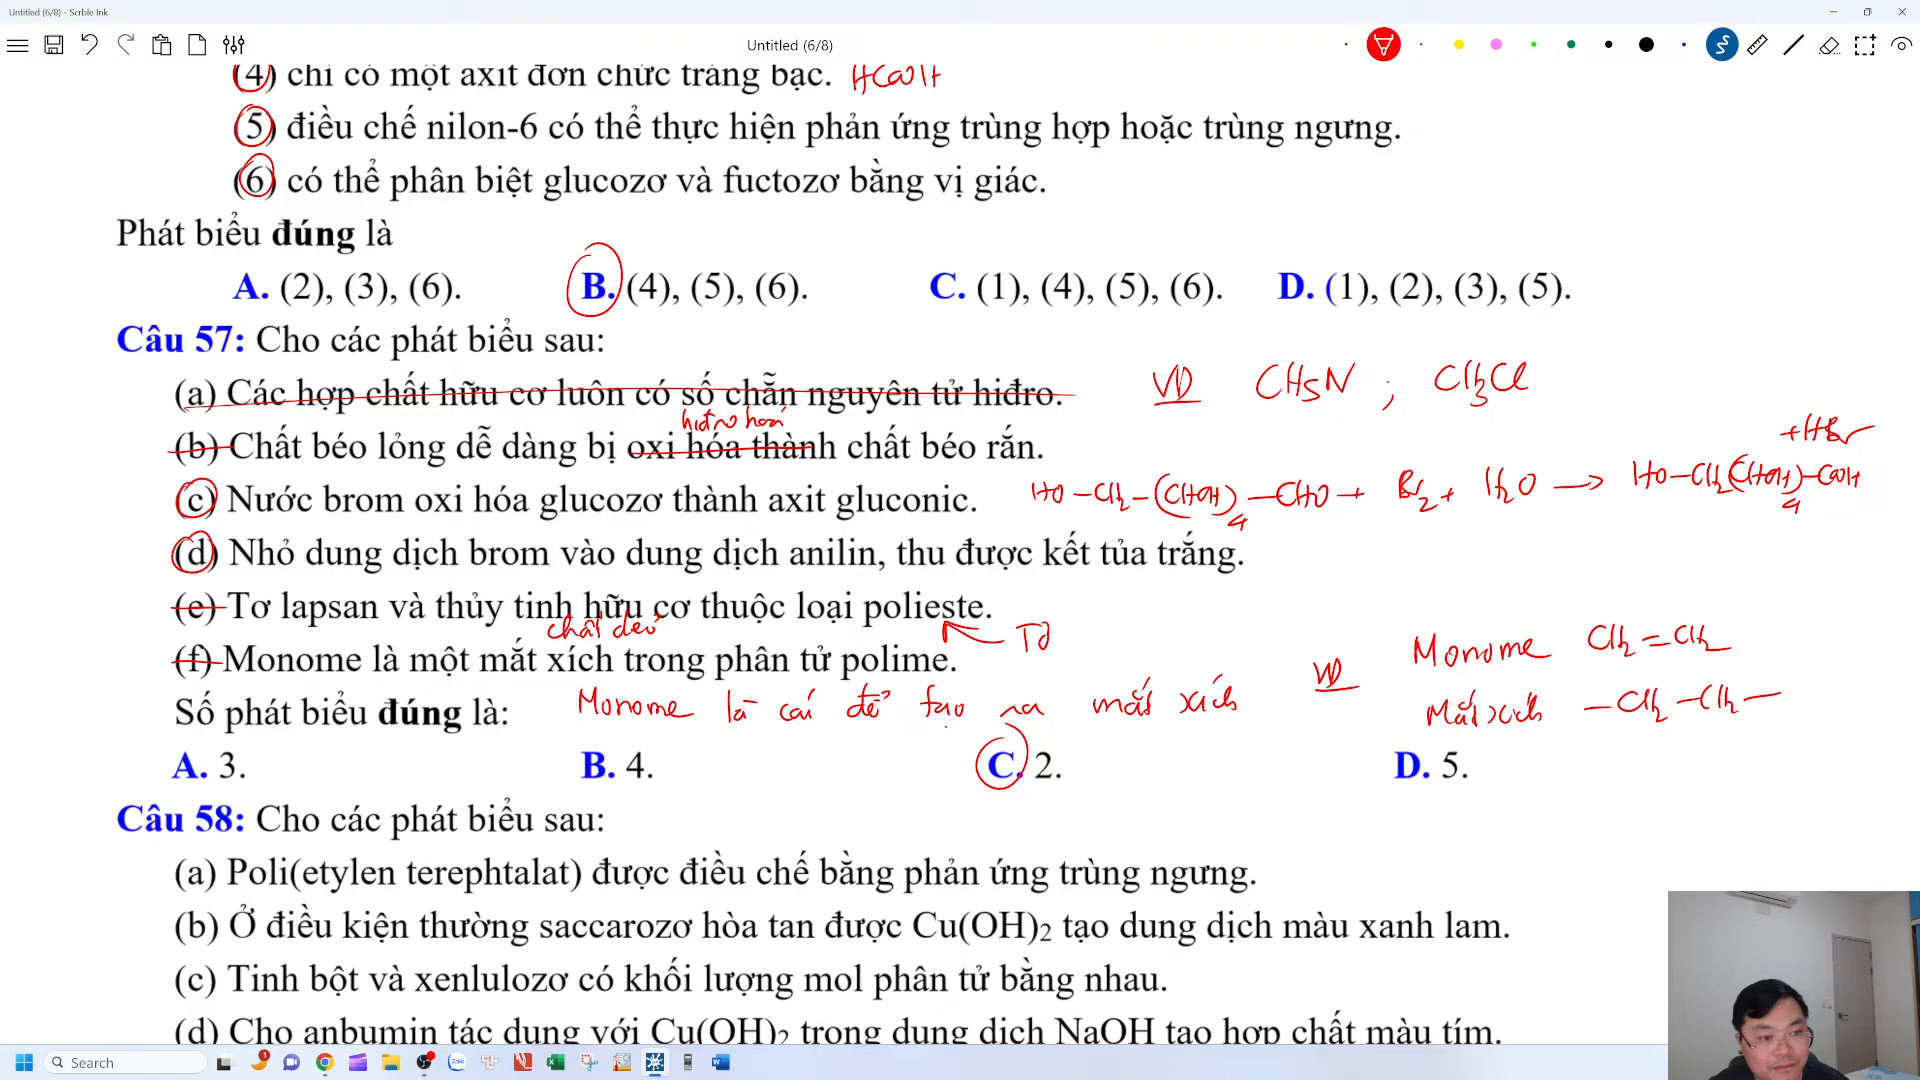 Untitled (6/8) - Scrble Ink
Untitled (6/8)
(4) chỉ có một axit đơn chức tráng bạc. HCOOH
(5) điều chế nilon-6 có thể thực hiện phản ứng trùng hợp hoặc trùng ngưng.
(6) có thể phân biệt glucozơ và fuctozơ bằng vị giác.
Phát biểu đúng là
A. (2), (3), (6). B. (4), (5), (6). C. (1), (4), (5), (6). D. (1), (2), (3), (5).
Câu 57: Cho các phát biểu sau:
(a) Các hợp chất hữu cơ luôn có số chẵn nguyên tử hiđro. VD CH5N ; CH3Cl
hiđro hoá
+ HBr
(b) Chất béo lỏng dễ dàng bị oxi hóa thành chất béo rắn.
(c) Nước brom oxi hóa glucozơ thành axit gluconic. HO-CH2-(CHOH)4-CHO + Br2 + H2O → HO-CH2(CHOH)4-COOH
(d) Nhỏ dung dịch brom vào dung dịch anilin, thu được kết tủa trắng.
(e) Tơ lapsan và thủy tinh hữu cơ thuộc loại polieste.
chất dẻo Tơ
Monome CH2=CH2
(f) Monome là một mắt xích trong phân tử polime. VD
Số phát biểu đúng là: Monome là cái để tạo ra mắt xích Mắt xích -CH2-CH2-
A. 3. B. 4. C. 2. D. 5.
Câu 58: Cho các phát biểu sau:
(a) Poli(etylen terephtalat) được điều chế bằng phản ứng trùng ngưng.
(b) Ở điều kiện thường saccarozơ hòa tan được Cu(OH)2 tạo dung dịch màu xanh lam.
(c) Tinh bột và xenlulozơ có khối lượng mol phân tử bằng nhau.
(d) Cho anbumin tác dụng với Cu(OH)2 trong dung dịch NaOH tạo hợp chất màu tím.
Search
1
Zalo